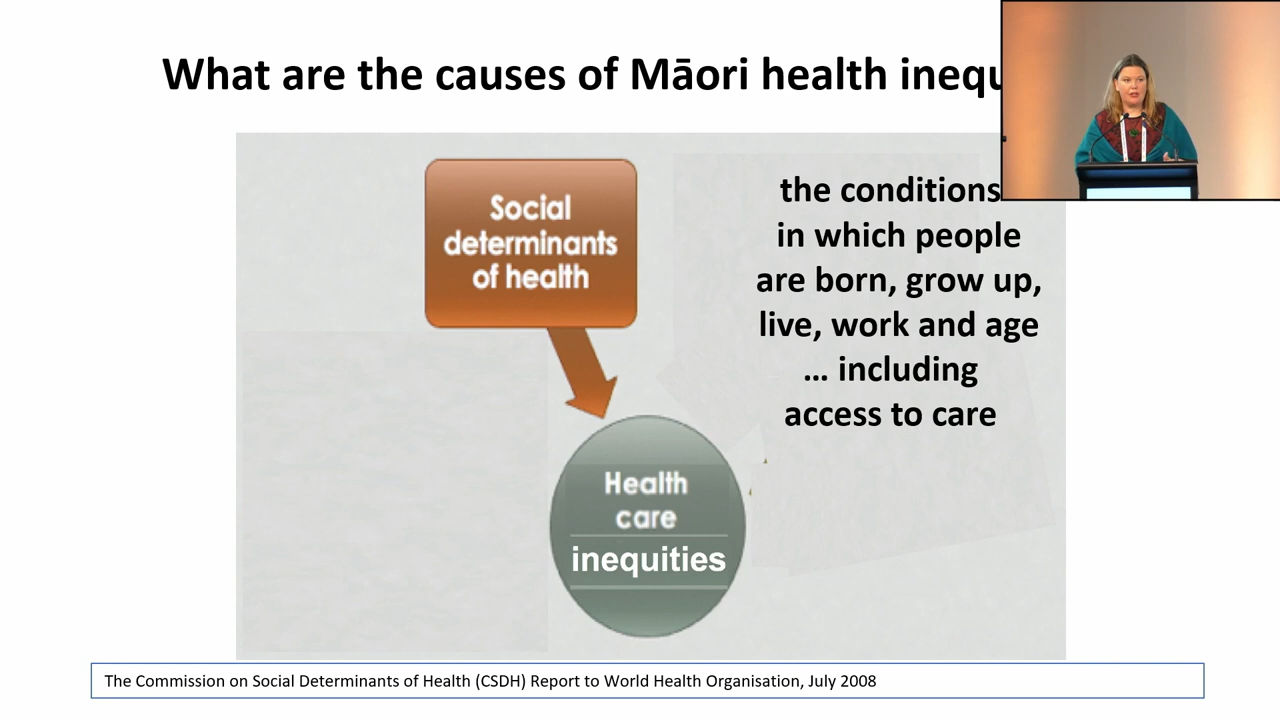 What are the causes of Māori health
Social
determinants
of health
the conditions
in which people
are born, grow up,
live, work and age
... including
access to care
Health
care
inequities
The Commission on Social Determinants of Health (CSDH) Report to World Health Organisation, July 2008